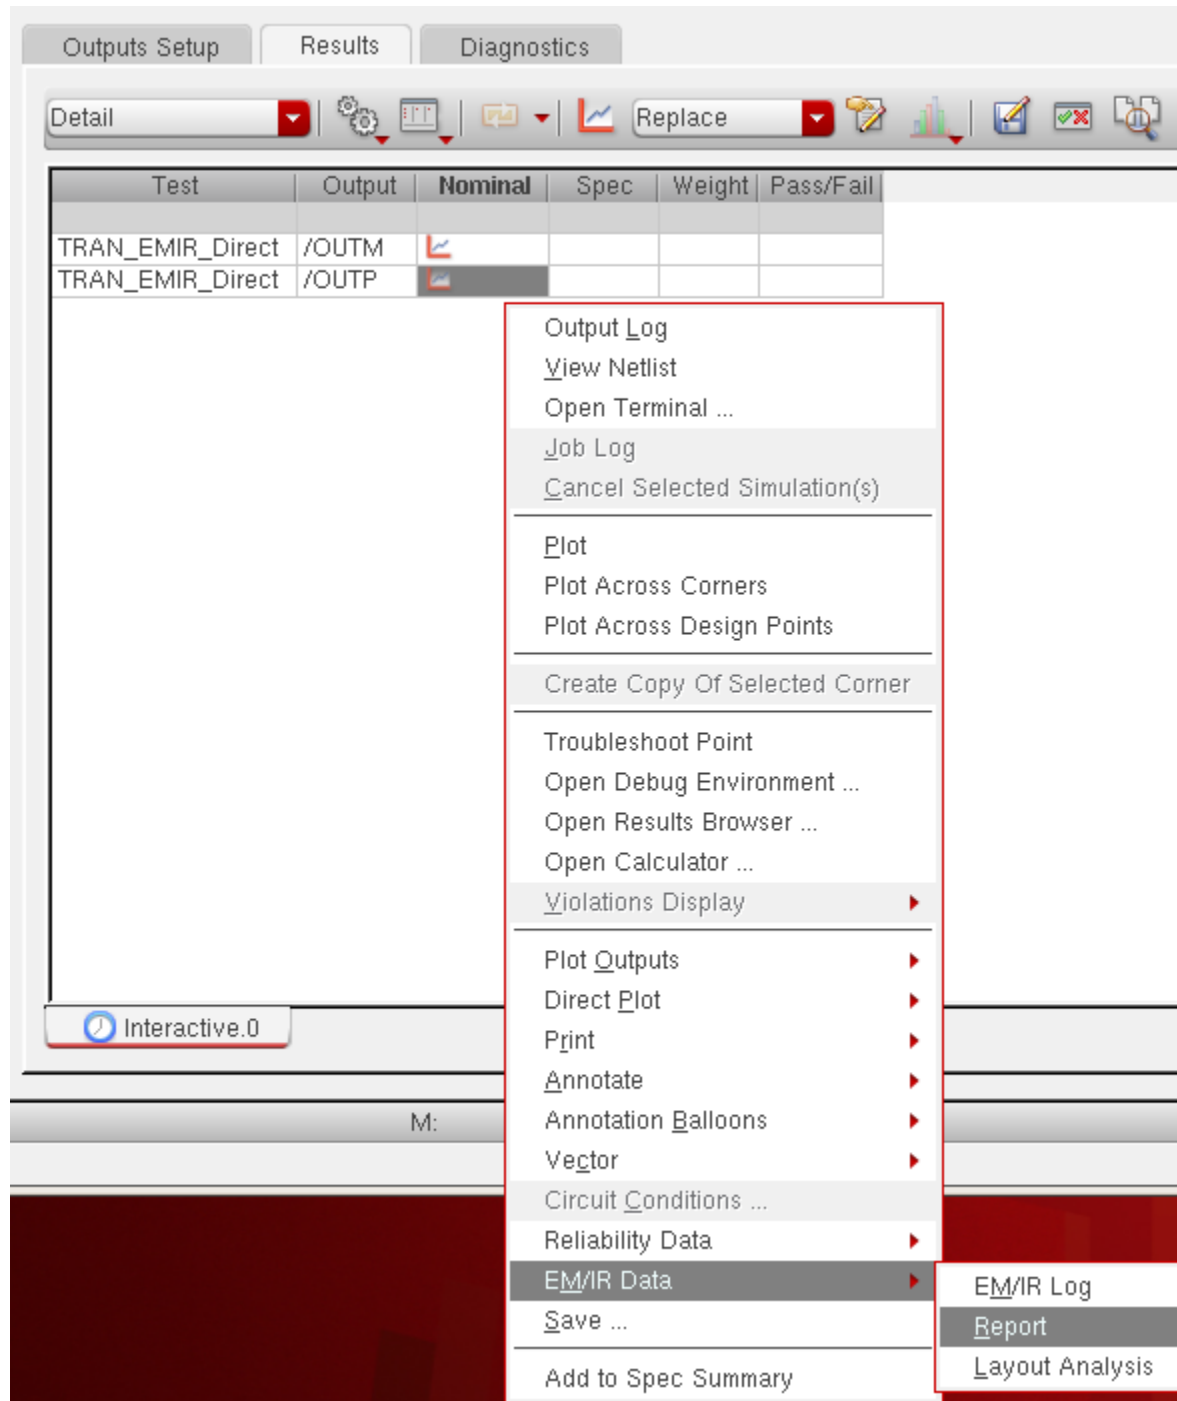 Outputs Setup Results Diagnostics
Detail Replace
Test Output Nominal Spec Weight Pass/Fail
TRAN_EMIR_Direct /OUTM
TRAN_EMIR_Direct /OUTP
Output Log
View Netlist
Open Terminal ...
Job Log
Cancel Selected Simulation(s)
Plot
Plot Across Corners
Plot Across Design Points
Create Copy Of Selected Corner
Troubleshoot Point
Open Debug Environment ...
Open Results Browser ...
Open Calculator ...
Violations Display
Plot Outputs
Direct Plot
Print
Annotate
Annotation Balloons
Vector
Circuit Conditions ...
Reliability Data
EM/IR Data
Save ...
Add to Spec Summary
EM/IR Log
Report
Layout Analysis
Interactive.0
M: